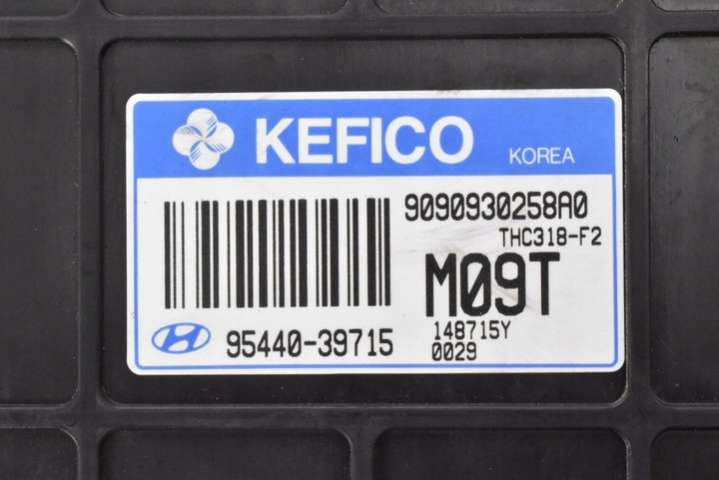 KEFICO KOREA
9090930258A0
THC318-F2
M09T
95440-39715
148715Y
0029